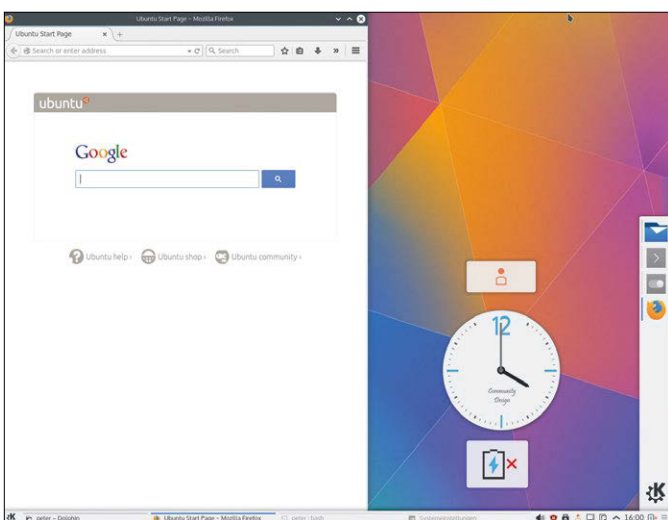 Ubuntu Start Page - Mozilla Firefox
Ubuntu Start Page
Search or enter address
Search
ubuntu
Google
Ubuntu help ›
Ubuntu shop ›
Ubuntu community ›
12
Community
Design
peter - Dolphin
Ubuntu Start Page - Mozilla Firefox
peter : bash
Systemeinstellungen
16:00